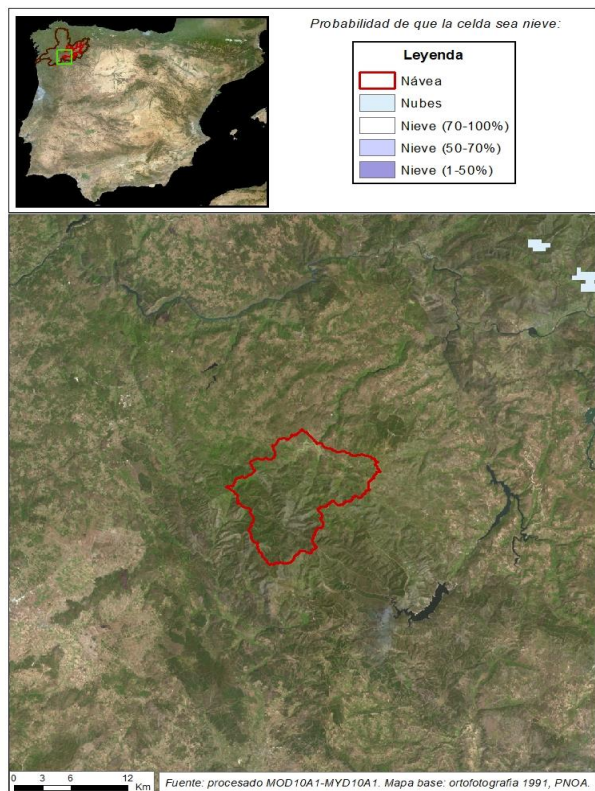 Probabilidad de que la celda sea nieve:
Leyenda
Návea
Nubes
Nieve (70-100%)
Nieve (50-70%)
Nieve (1-50%)
0 3 6 12
Km
Fuente: procesado MOD10A1-MYD10A1. Mapa base: ortofotografia 1991, PNOA.